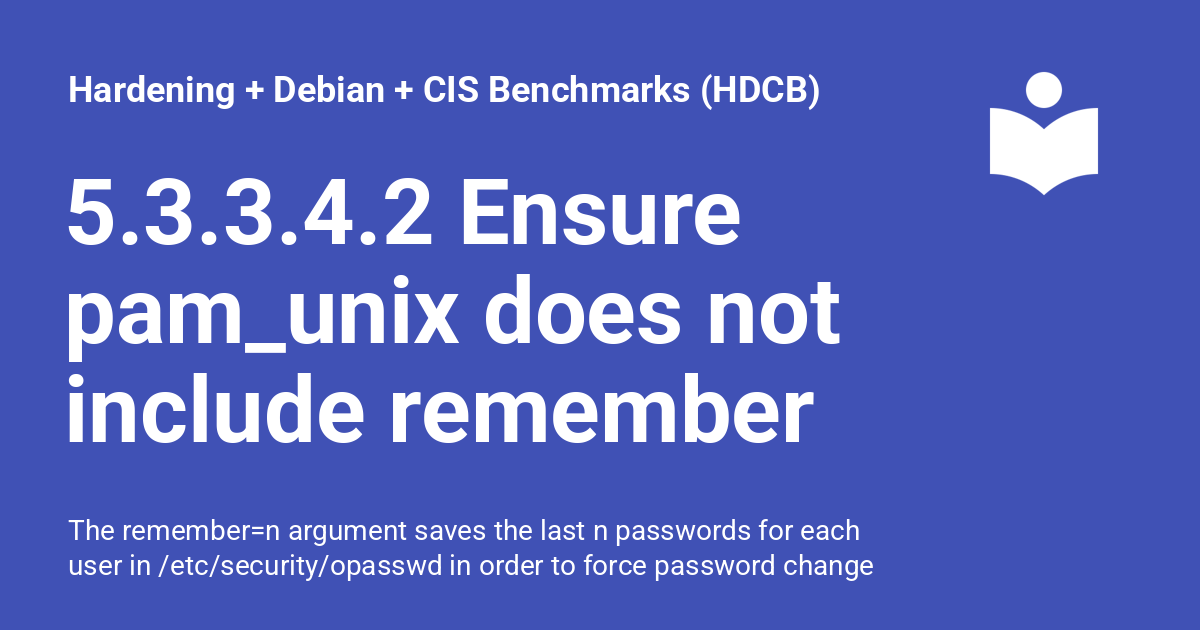 Hardening + Debian + CIS Benchmarks (HDCB)
5.3.3.4.2 Ensure
pam_unix does not
include remember
The remember=n argument saves the last n passwords for each
user in /etc/security/opasswd in order to force password change